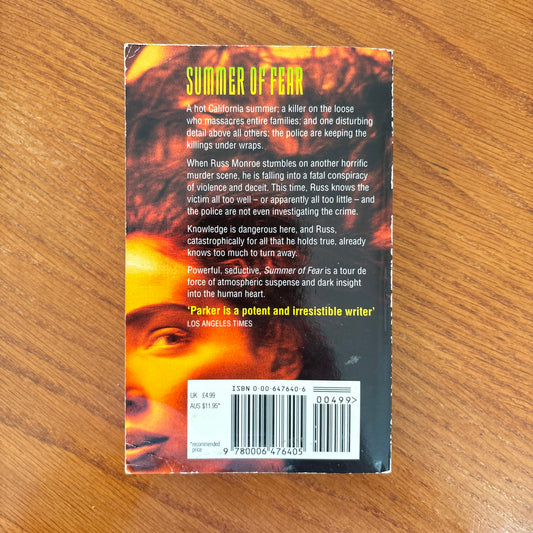 SUMMER OF FEAR
A hot California summer; a killer on the loose
who massacres entire families; and one disturbing
detail above all others: the police are keeping the
killings under wraps.
When Russ Monroe stumbles on another horrific
murder scene, he is falling into a fatal conspiracy
of violence and deceit. This time, Russ knows the
victim all too well – or apparently all too little – and
the police are not even investigating the crime.
Knowledge is dangerous here, and Russ,
catastrophically for all that he holds true, already
knows too much to turn away.
Powerful, seductive, Summer of Fear is a tour de
force of atmospheric suspense and dark insight
into the human heart.
'Parker is a potent and irresistible writer'
LOS ANGELES TIMES
UK £4.99
AUS $11.95*
*recommended
price
ISBN 0-00-647640-6
00499>
9 780006 476405